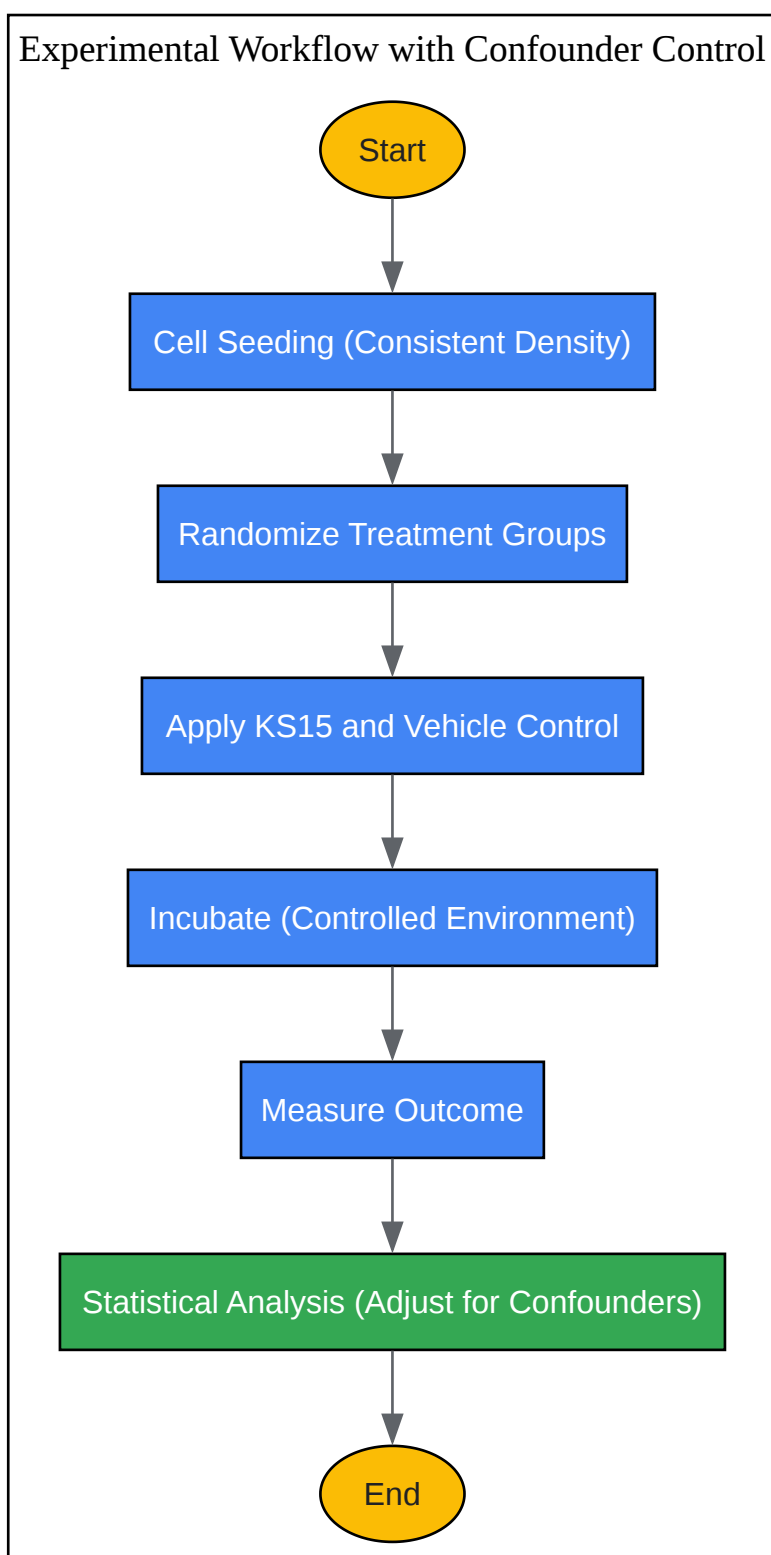 Experimental Workflow with Confounder Control
Start
Cell Seeding (Consistent Density)
Randomize Treatment Groups
Apply KS15 and Vehicle Control
Incubate (Controlled Environment)
Measure Outcome
Statistical Analysis (Adjust for Confounders)
End